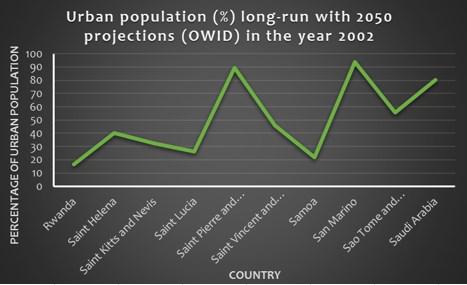 Urban population (%) long-run with 2050
projections (OWID) in the year 2002
PERCENTAGE OF URBAN POPULATION
100
90
80
70
60
50
40
30
20
10
0
Rwanda
Saint Helena
Saint Kitts and Nevis
Saint Lucia
Saint Pierre and...
Saint Vincent and...
Samoa
San Marino
Sao Tome and...
Saudi Arabia
COUNTRY